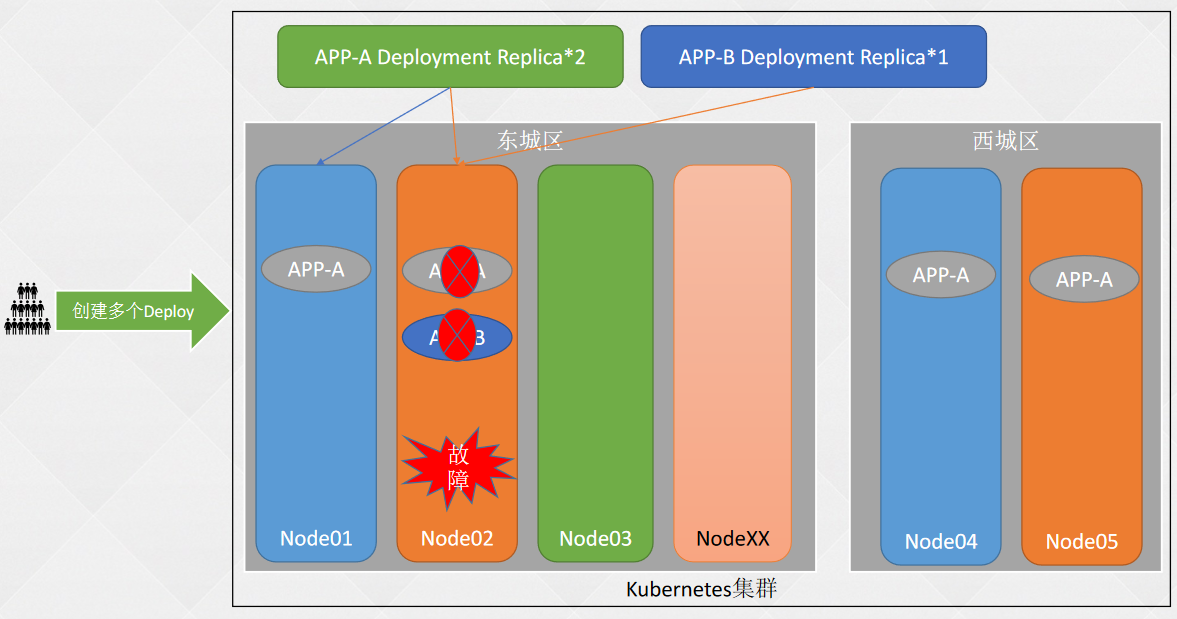 APP-A Deployment Replica*2
APP-B Deployment Replica*1
东城区
西城区
APP-A
A A
APP-A
APP-A
创建多个Deploy
A B
故
障
Node01
Node02
Node03
NodeXX
Node04
Node05
Kubernetes集群